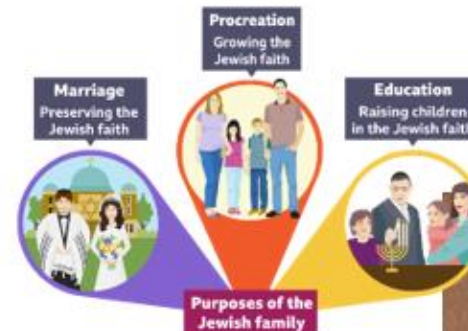 Procreation
Growing the
Jewish faith
Marriage
Preserving the
Jewish faith
Education
Raising children
in the Jewish faith
Purposes of the
Jewish family